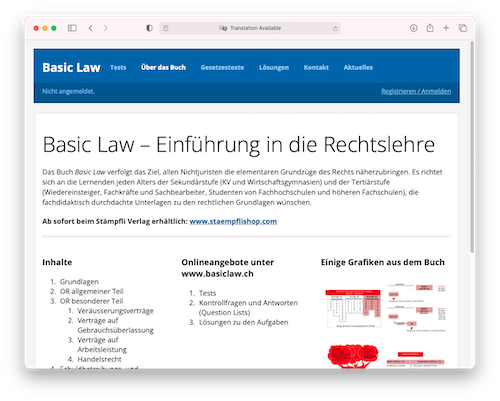 Translation Available
Basic Law Tests Über das Buch Gesetzestexte Lösungen Kontakt Aktuelles
Nicht angemeldet. Registrieren / Anmelden
Basic Law – Einführung in die Rechtslehre
Das Buch Basic Law verfolgt das Ziel, allen Nichtjuristen die elementaren Grundzüge des Rechts näherzubringen. Es richtet
sich an die Lernenden jeden Alters der Sekundärstufe (KV und Wirtschaftsgymnasien) und der Tertiärstufe
(Wiedereinsteiger, Fachkräfte und Sachbearbeiter, Studenten von Fachhochschulen und höheren Fachschulen), die
fachdidaktisch durchdachte Unterlagen zu den rechtlichen Grundlagen wünschen.
Ab sofort beim Stämpfli Verlag erhältlich: www.staempflishop.com
Inhalte
1. Grundlagen
2. OR allgemeiner Teil
3. OR besonderer Teil
1. Veräusserungsverträge
2. Verträge auf
Gebrauchsüberlassung
3. Verträge auf
Arbeitsleistung
4. Handelsrecht
Onlineangebote unter
www.basiclaw.ch
1. Tests
2. Kontrollfragen und Antworten
(Question Lists)
3. Lösungen zu den Aufgaben
Einige Grafiken aus dem Buch